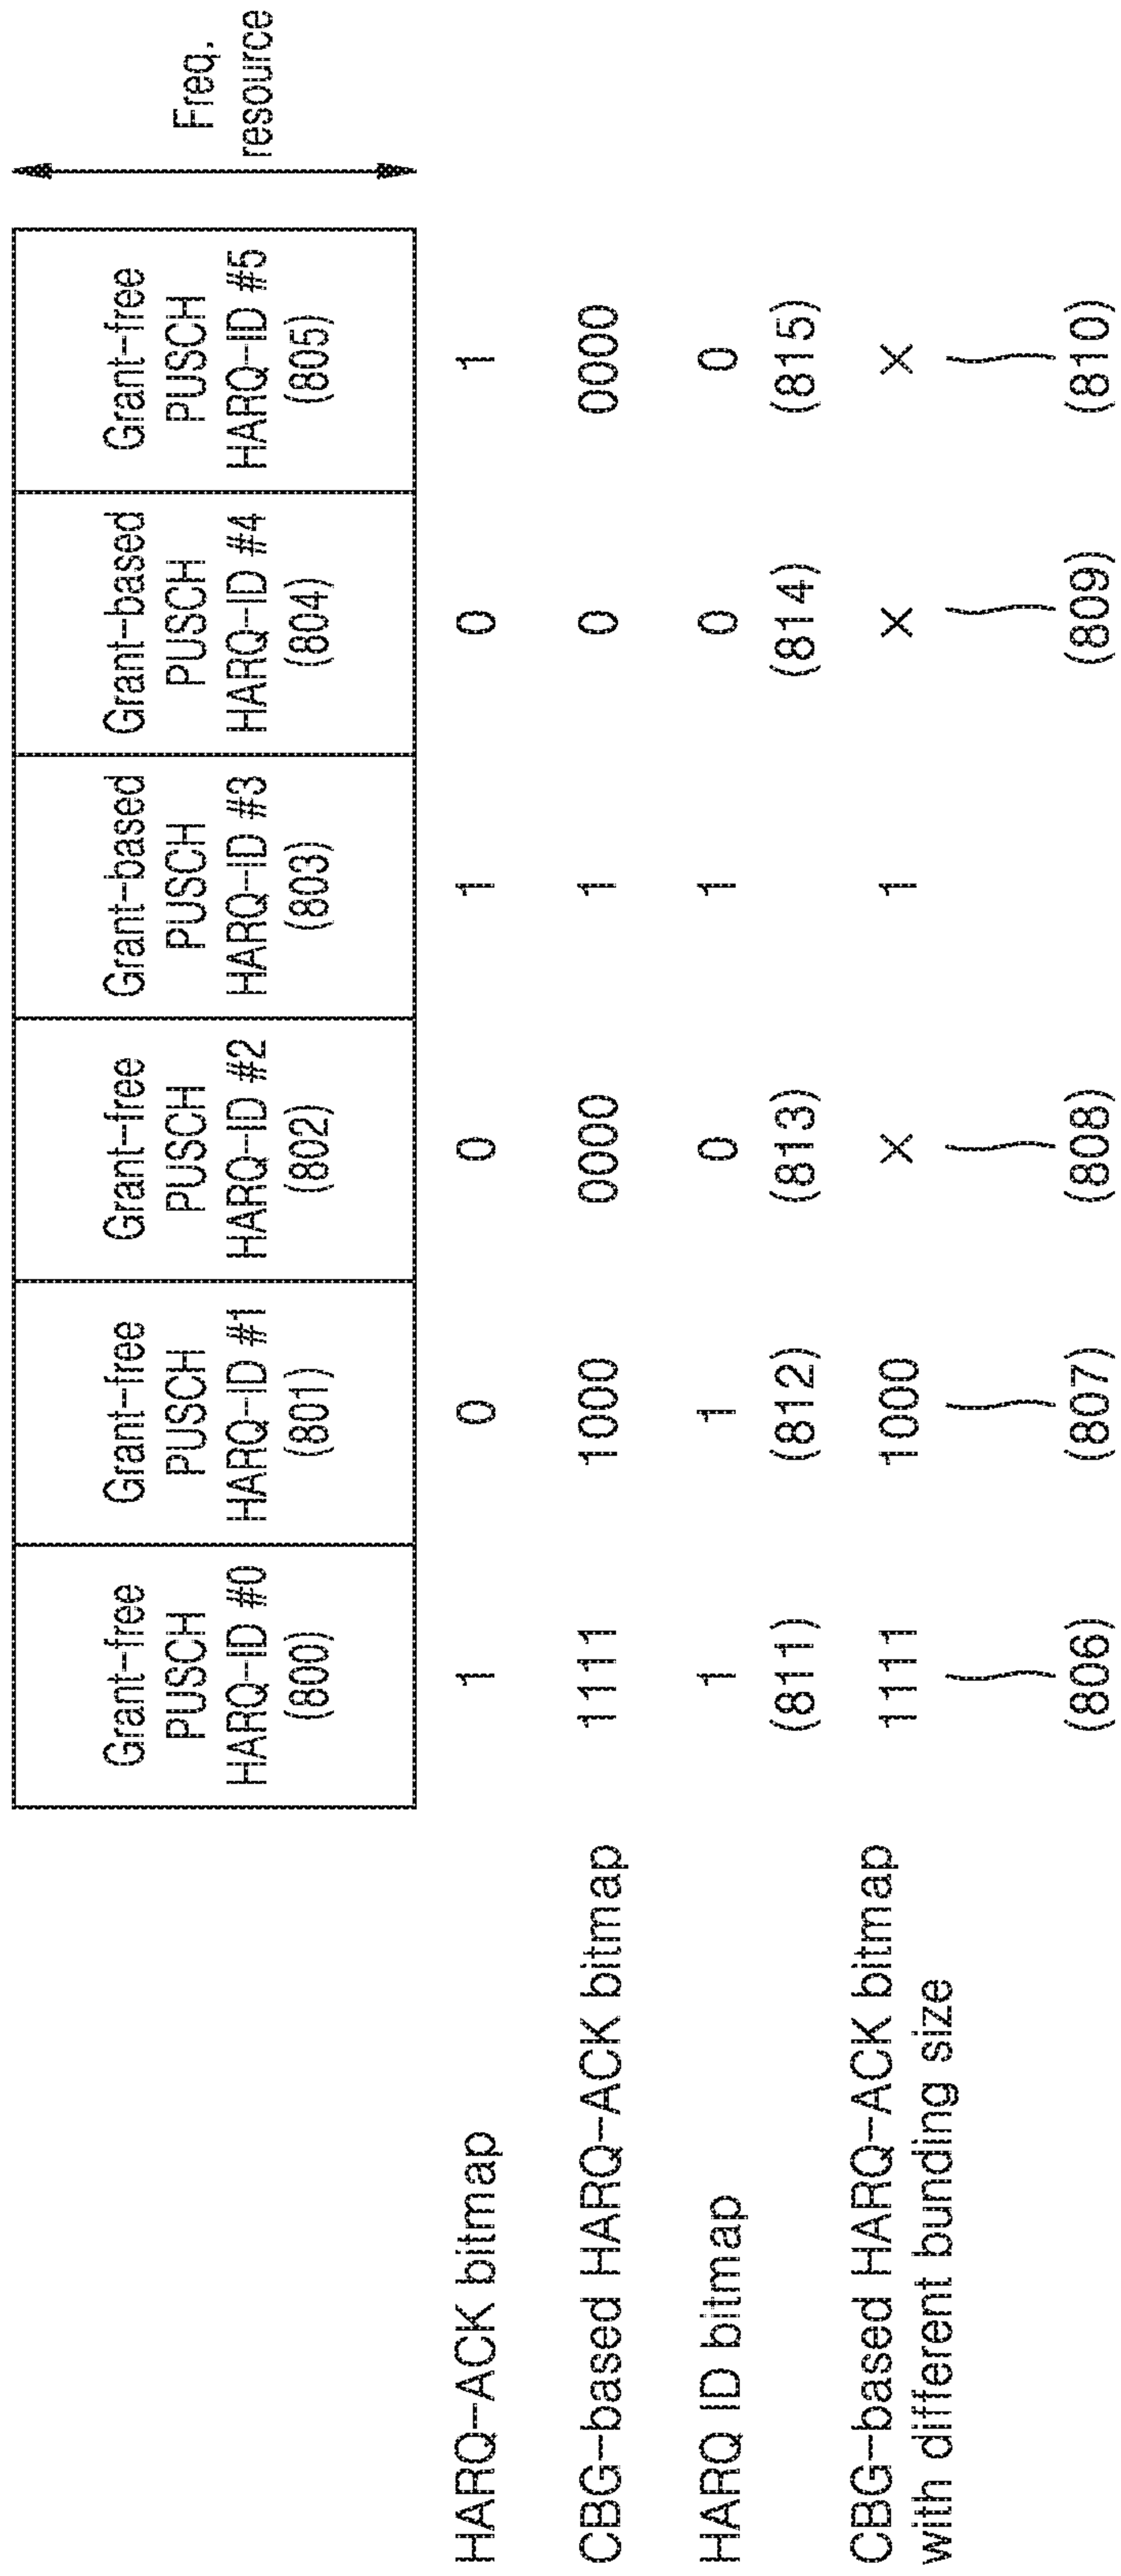 Grant-free
PUSCH
HARQ-ID #0
(800)
Grant-free
PUSCH
HARQ-ID #1
(801)
Grant-free
PUSCH
HARQ-ID #2
(802)
Grant-based
PUSCH
HARQ-ID #3
(803)
Grant-based
PUSCH
HARQ-ID #4
(804)
Grant-free
PUSCH
HARQ-ID #5
(805)
Freq.
resource
HARQ-ACK bitmap 1 0 0 1 0 1
CBG-based HARQ-ACK bitmap 1111 1000 0000 1 0 0000
HARQ ID bitmap 1 1 0 1 0 0
(811) (812) (813) (814) (815)
CBG-based HARQ-ACK bitmap 1111 1000 × 1 × ×
with different bunding size
(806) (807) (808) (809) (810)